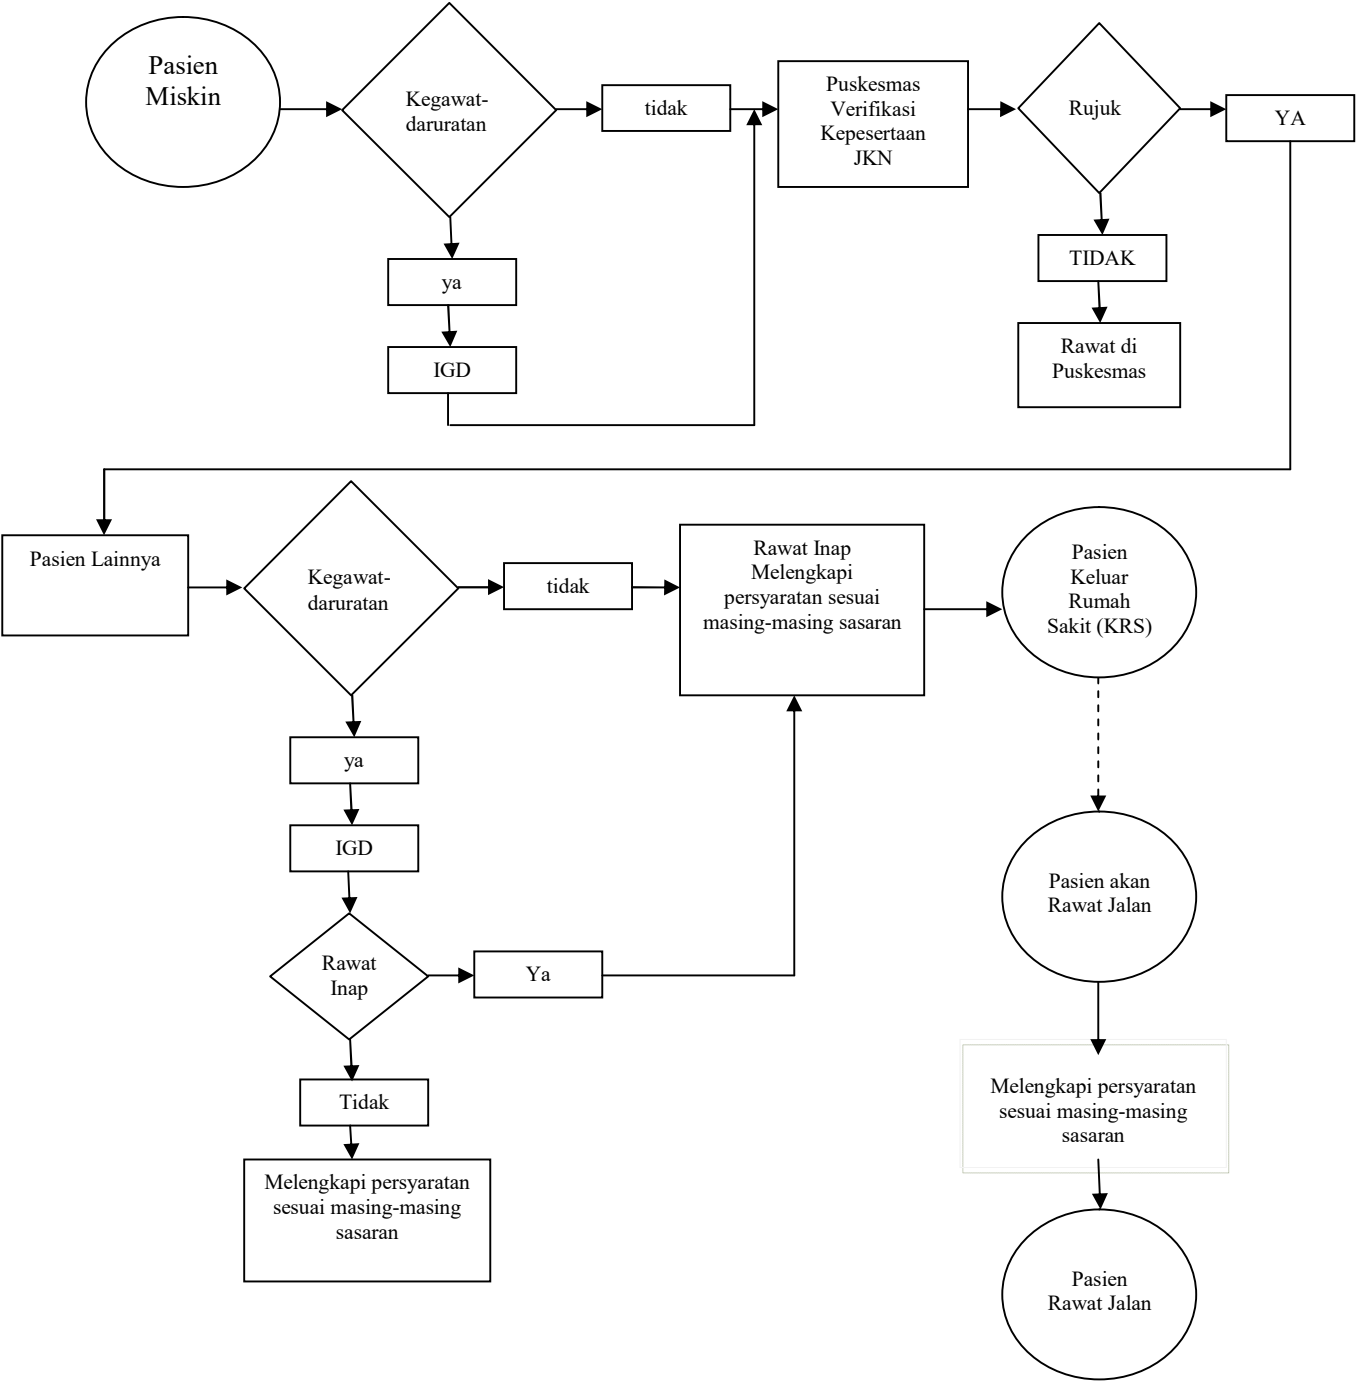 Pasien
Miskin
Kegawat-
daruratan
tidak
Puskesmas
Verifikasi
Kepesertaan
JKN
Rujuk
YA
ya
IGD
TIDAK
Rawat di
Puskesmas
Pasien Lainnya
Kegawat-
daruratan
tidak
Rawat Inap
Melengkapi
persyaratan sesuai
masing-masing sasaran
Pasien
Keluar
Rumah
Sakit (KRS)
ya
IGD
Rawat
Inap
Ya
Tidak
Melengkapi persyaratan
sesuai masing-masing
sasaran
Pasien akan
Rawat Jalan
Melengkapi persyaratan
sesuai masing-masing
sasaran
Pasien
Rawat Jalan